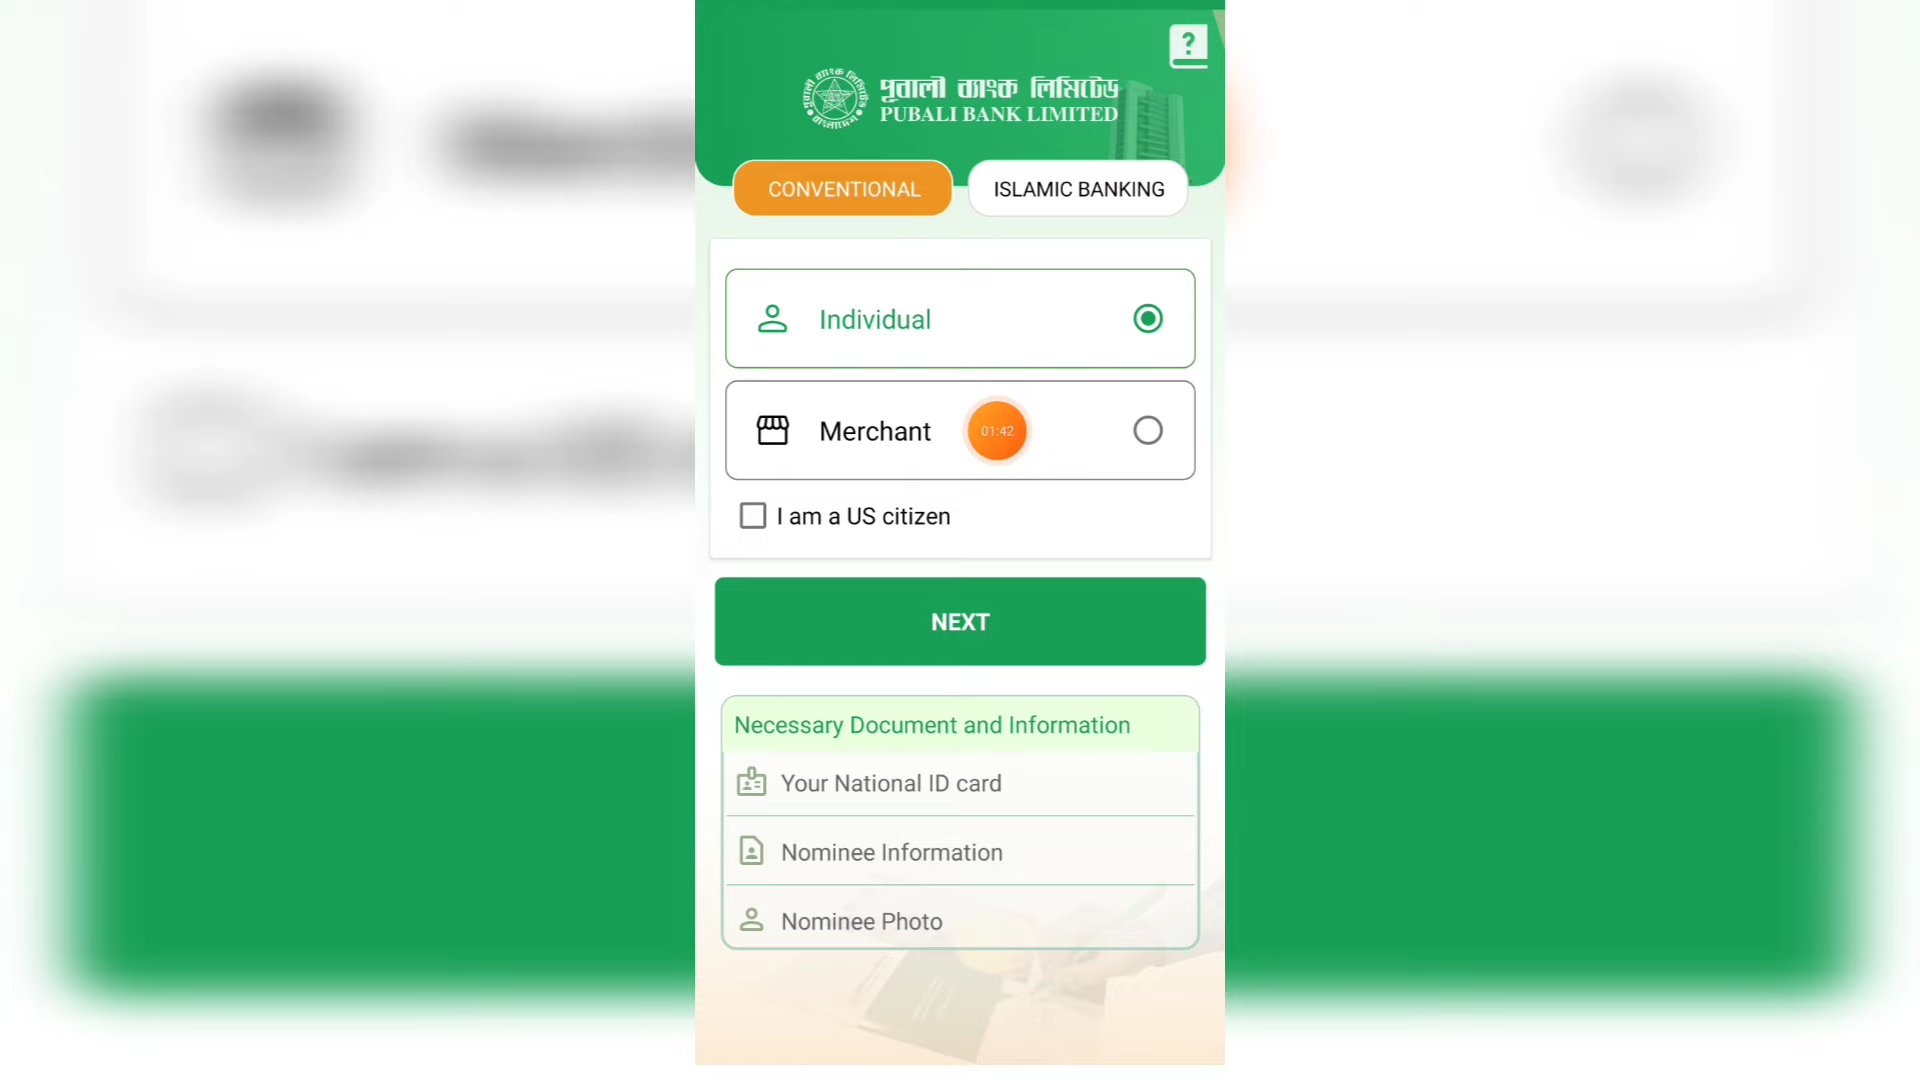 ?
পূবালী ব্যাংক লিমিটেড
পূবালী ব্যাংক লিমিটেড
PUBALI BANK LIMITED
বাংলাদেশ
CONVENTIONAL
ISLAMIC BANKING
Individual
Merchant
01:42
I am a US citizen
NEXT
Necessary Document and Information
Your National ID card
Nominee Information
Nominee Photo